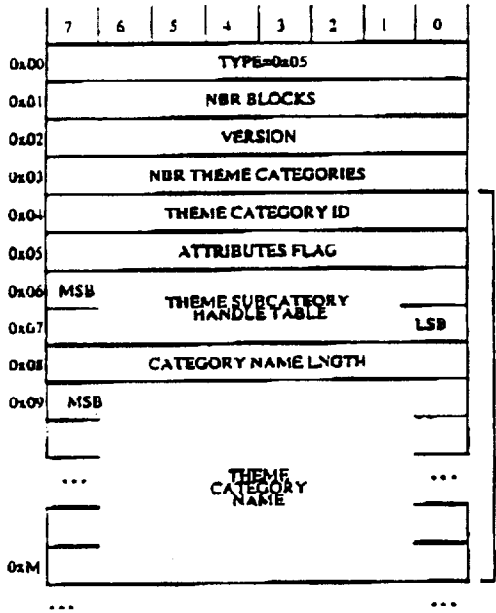 7 6 5 4 3 2 1 0
0x00 TYPE=0x05
0x01 NBR BLOCKS
0x02 VERSION
0x03 NBR THEME CATEGORIES
0x04 THEME CATEGORY ID
0x05 ATTRIBUTES FLAG
0x06 MSB
THEME SUBCATEORY
HANDLE TABLE
0x07 LSB
0x08 CATEGORY NAME LNGTH
0x09 MSB
... ...
THEME
CATEGORY
NAME
0xM
... ...